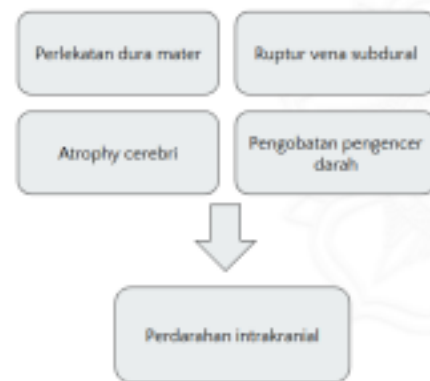 Perlekatan dura mater
Ruptur vena subdural
Atrophy cerebri
Pengobatan pengencer
darah
Perdarahan intrakranial